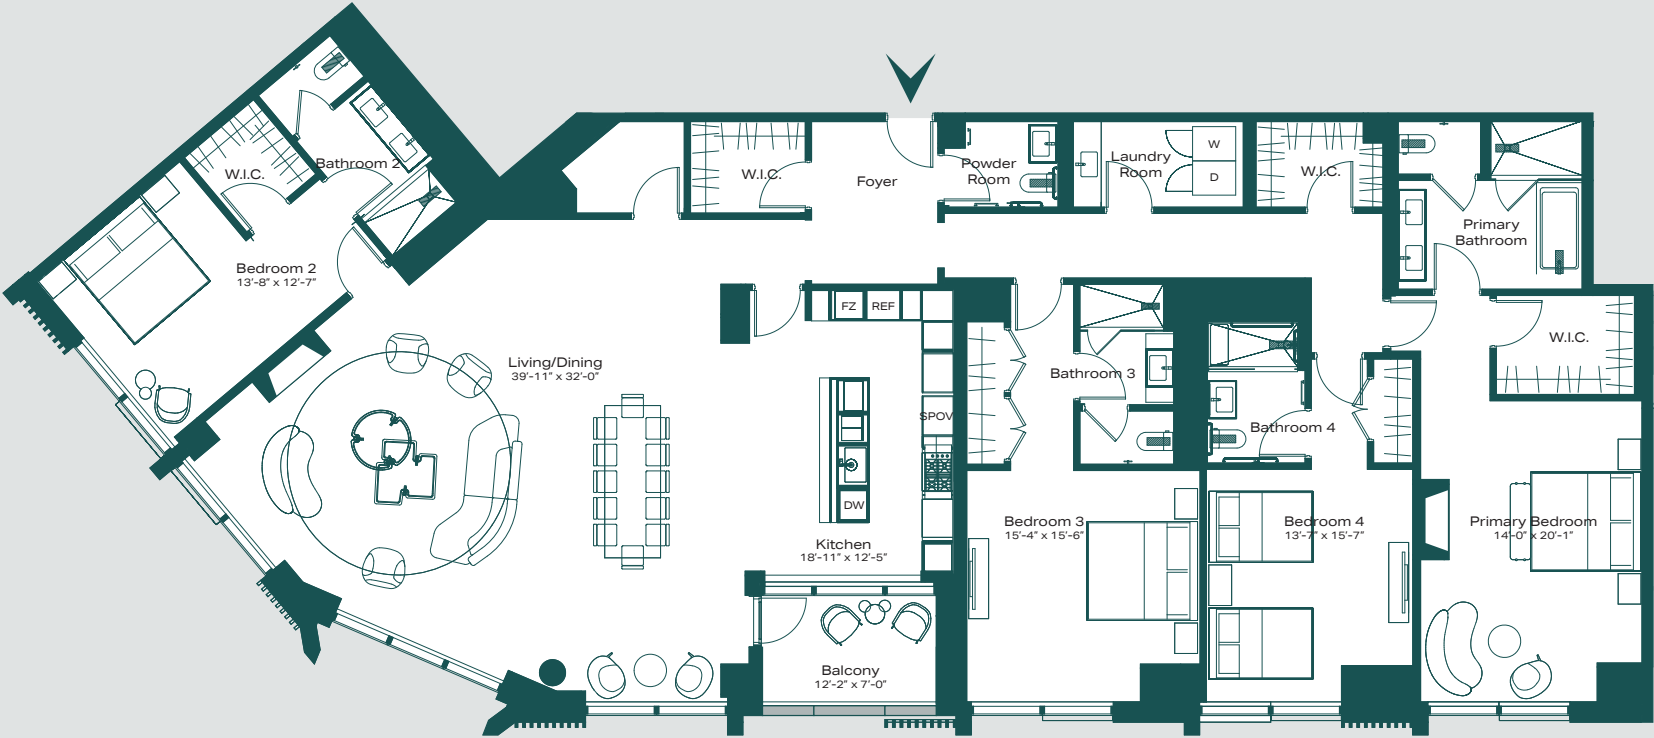 Bathroom 2
W.I.C.
Bedroom 2
13'-8" x 12'-7"
W.I.C.
Foyer
Powder
Room
Laundry
Room
W
D
W.I.C.
Primary
Bathroom
W.I.C.
FZ
REF
Living/Dining
39'-11" x 32'-0"
SPOV
DW
Kitchen
18'-11" x 12'-5"
Balcony
12'-2" x 7'-0"
Bathroom 3
Bathroom 4
Bedroom 3
15'-4" x 15'-6"
Bedroom 4
13'-7" x 15'-7"
Primary Bedroom
14'-0" x 20'-1"